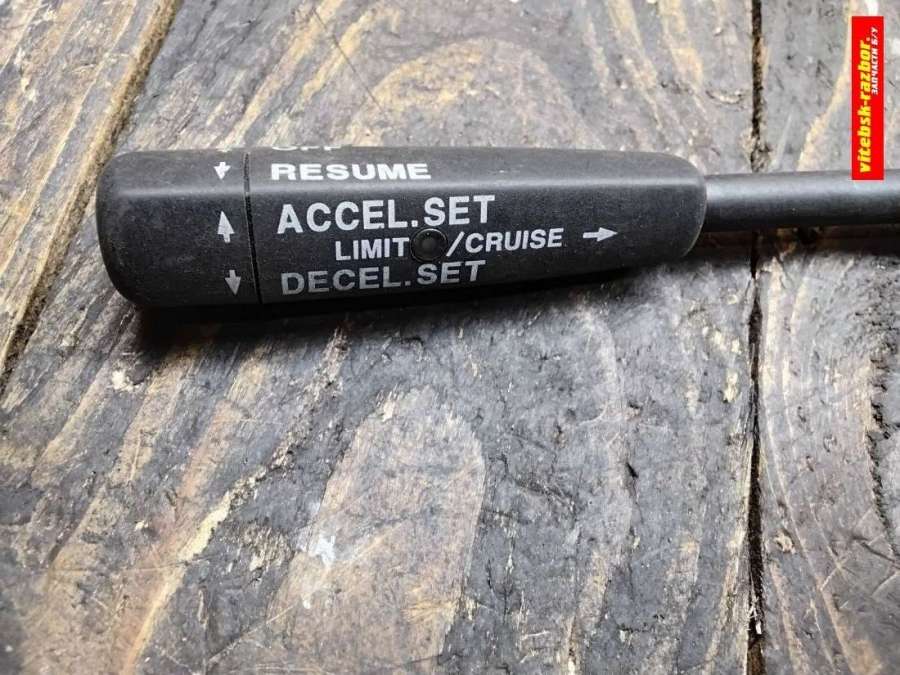 RESUME
ACCEL.SET
LIMIT /CRUISE →
DECEL.SET
vitebsk-razbor.
ЗАПЧАСТИ Б/У